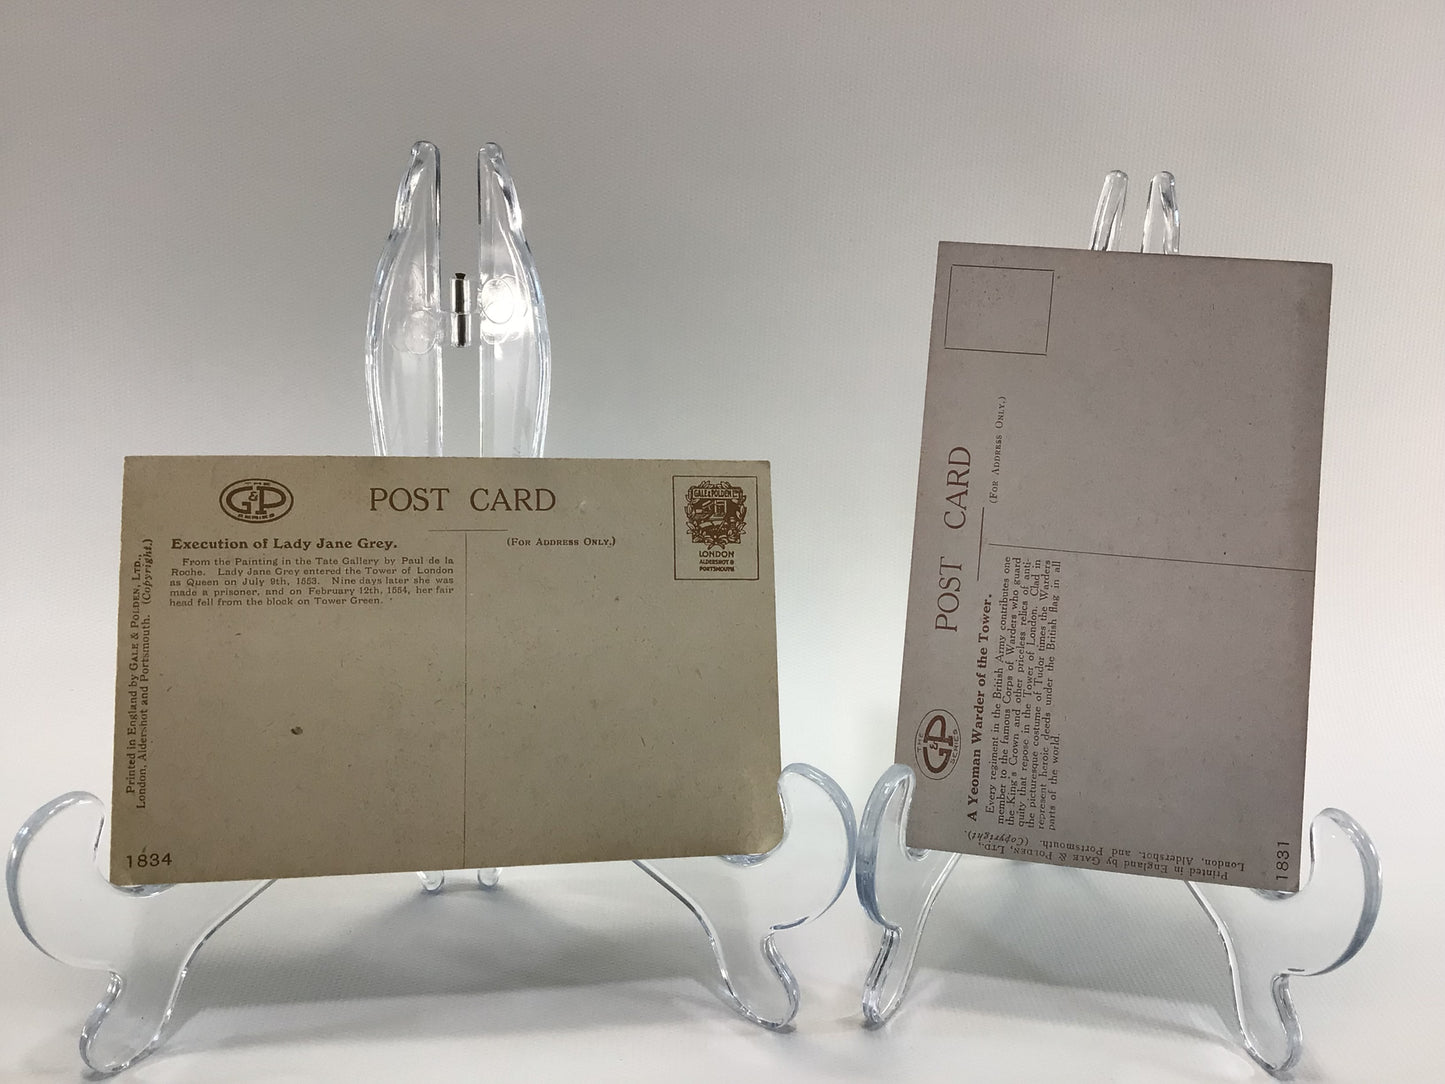 THE
G&P
SERIES
POST CARD
GALE & POLDEN LTD
LONDON
ALDERSHOT &
PORTSMOUTH
Execution of Lady Jane Grey.
(For Address Only.)
From the Painting in the Tate Gallery by Paul de la
Roche. Lady Jane Grey entered the Tower of London
as Queen on July 9th, 1553. Nine days later she was
made a prisoner, and on February 12th, 1554, her fair
head fell from the block on Tower Green.
Printed in England by Gale & Polden, Ltd.,
London, Aldershot and Portsmouth. (Copyright.)
1834
THE
G&P
SERIES
POST CARD
(For Address Only.)
A Yeoman Warder of the Tower.
Every regiment in the British Army contributes one
member to the famous Corps of Warders who guard
the King's Crown and other priceless relics of anti-
quity that repose in the Tower of London. Clad in
the picturesque costume of Tudor times the Warders
represent heroic deeds under the British flag in all
parts of the world.
Printed in England by Gale & Polden, Ltd.,
London, Aldershot, and Portsmouth. (Copyright).
1831